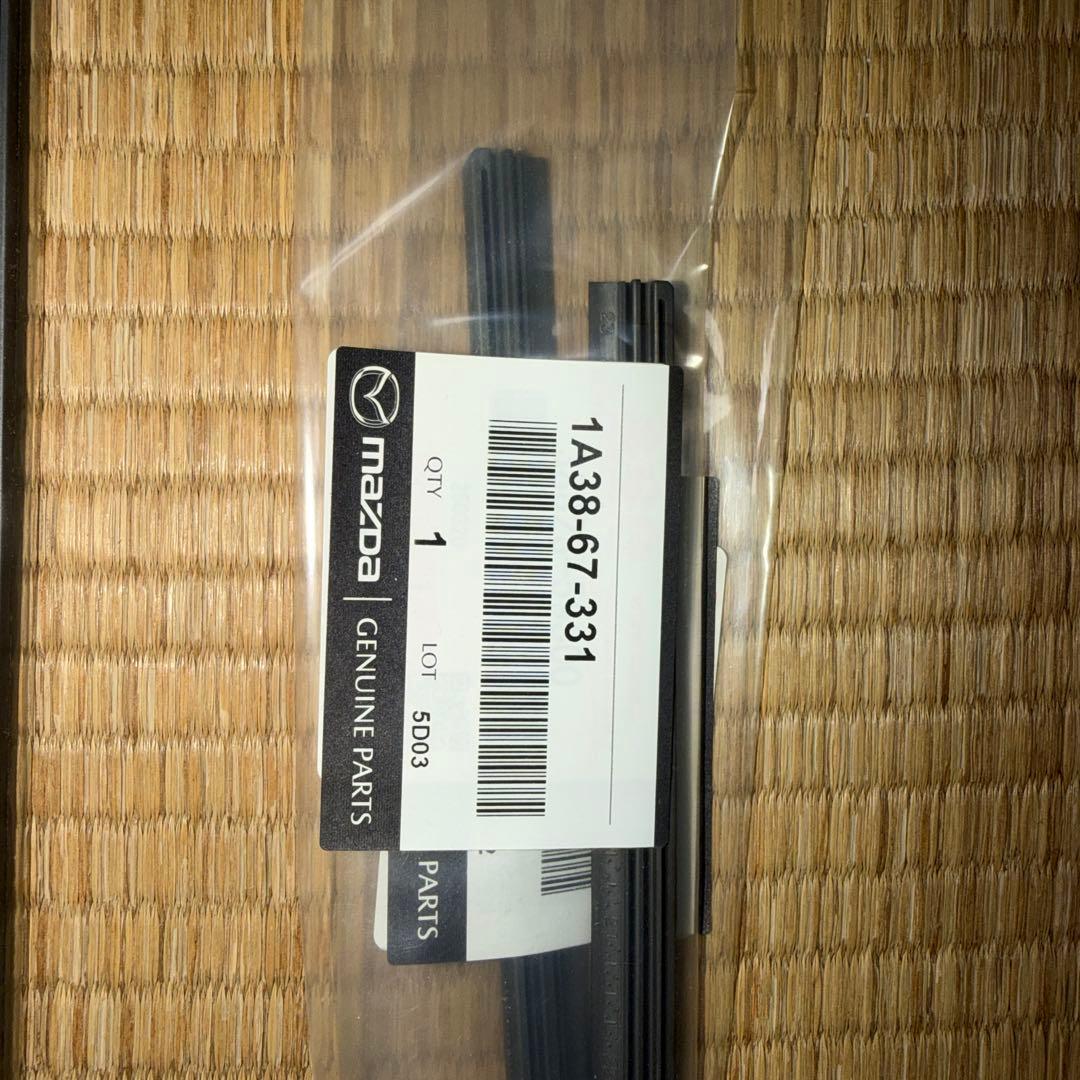 1A38-67-331
QTY 1 LOT 5D03
mazda | GENUINE PARTS
PARTS